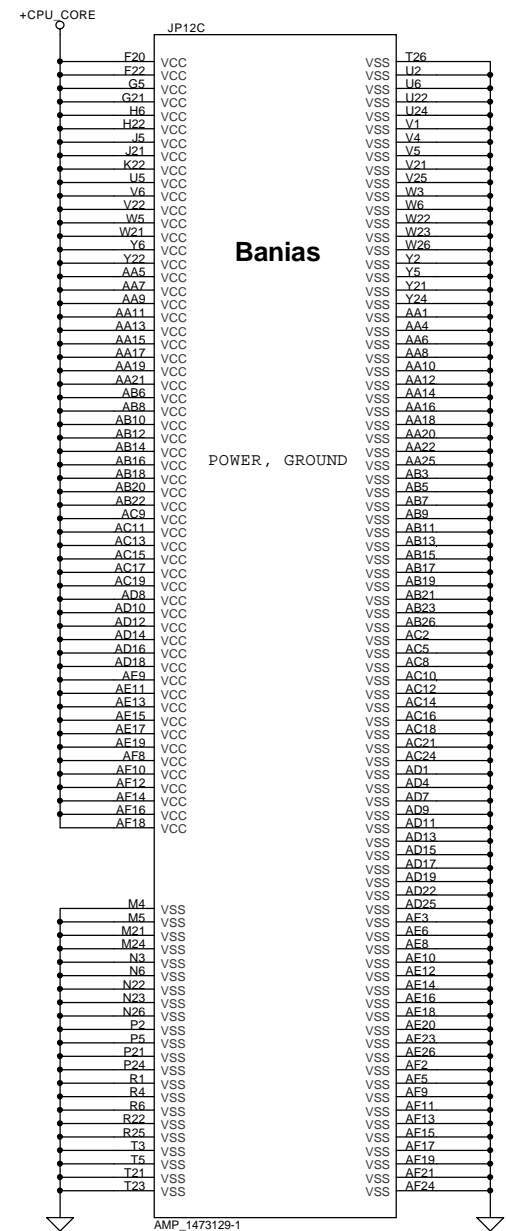 +CPU_CORE
JP12C
F20 VCC
F22 VCC
G5 VCC
G21 VCC
H6 VCC
H22 VCC
J5 VCC
J21 VCC
K22 VCC
U5 VCC
V6 VCC
V22 VCC
W5 VCC
W21 VCC
Y6 VCC
Y22 VCC
AA5 VCC
AA7 VCC
AA9 VCC
AA11 VCC
AA13 VCC
AA15 VCC
AA17 VCC
AA19 VCC
AA21 VCC
AB6 VCC
AB8 VCC
AB10 VCC
AB12 VCC
AB14 VCC
AB16 VCC
AB18 VCC
AB20 VCC
AB22 VCC
AC9 VCC
AC11 VCC
AC13 VCC
AC15 VCC
AC17 VCC
AC19 VCC
AD8 VCC
AD10 VCC
AD12 VCC
AD14 VCC
AD16 VCC
AD18 VCC
AE9 VCC
AE11 VCC
AE13 VCC
AE15 VCC
AE17 VCC
AE19 VCC
AF8 VCC
AF10 VCC
AF12 VCC
AF14 VCC
AF16 VCC
AF18 VCC
M4 VSS
M5 VSS
M21 VSS
M24 VSS
N3 VSS
N6 VSS
N22 VSS
N23 VSS
N26 VSS
P2 VSS
P5 VSS
P21 VSS
P24 VSS
R1 VSS
R4 VSS
R6 VSS
R22 VSS
R25 VSS
T3 VSS
T5 VSS
T21 VSS
T23 VSS
Banias
POWER, GROUND
VSS T26
VSS U2
VSS U6
VSS U22
VSS U24
VSS V1
VSS V4
VSS V5
VSS V21
VSS V25
VSS W3
VSS W6
VSS W22
VSS W23
VSS W26
VSS Y2
VSS Y5
VSS Y21
VSS Y24
VSS AA1
VSS AA4
VSS AA6
VSS AA8
VSS AA10
VSS AA12
VSS AA14
VSS AA16
VSS AA18
VSS AA20
VSS AA22
VSS AA25
VSS AB3
VSS AB5
VSS AB7
VSS AB9
VSS AB11
VSS AB13
VSS AB15
VSS AB17
VSS AB19
VSS AB21
VSS AB23
VSS AB26
VSS AC2
VSS AC5
VSS AC8
VSS AC10
VSS AC12
VSS AC14
VSS AC16
VSS AC18
VSS AC21
VSS AC24
VSS AD1
VSS AD4
VSS AD7
VSS AD9
VSS AD11
VSS AD13
VSS AD15
VSS AD17
VSS AD19
VSS AD22
VSS AD25
VSS AE3
VSS AE6
VSS AE8
VSS AE10
VSS AE12
VSS AE14
VSS AE16
VSS AE18
VSS AE20
VSS AE23
VSS AE26
VSS AF2
VSS AF5
VSS AF9
VSS AF11
VSS AF13
VSS AF15
VSS AF17
VSS AF19
VSS AF21
VSS AF24
AMP_1473129-1